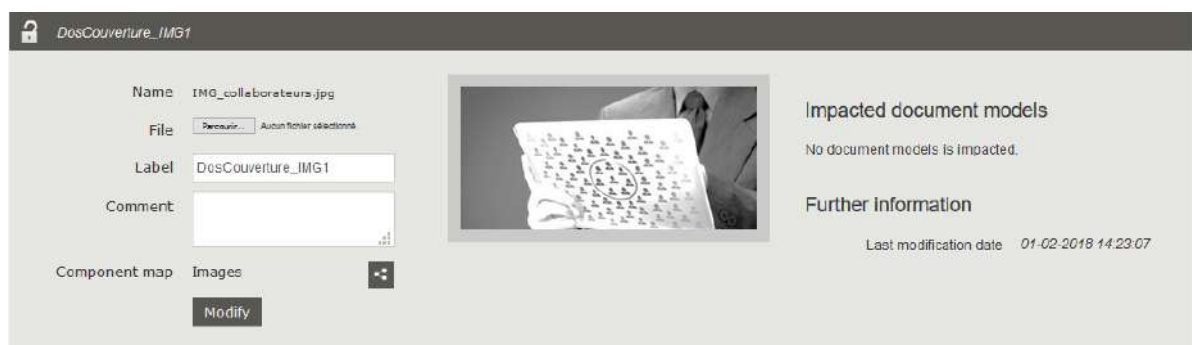 DosCouverture_IMG1
Name IMG_collaborateurs.jpg
File Parcourir... Aucun fichier sélectionné.
Label DosCouverture_IMG1
Comment
Component map Images
Modify
Impacted document models
No document models is impacted.
Further information
Last modification date 01-02-2018 14:23:07